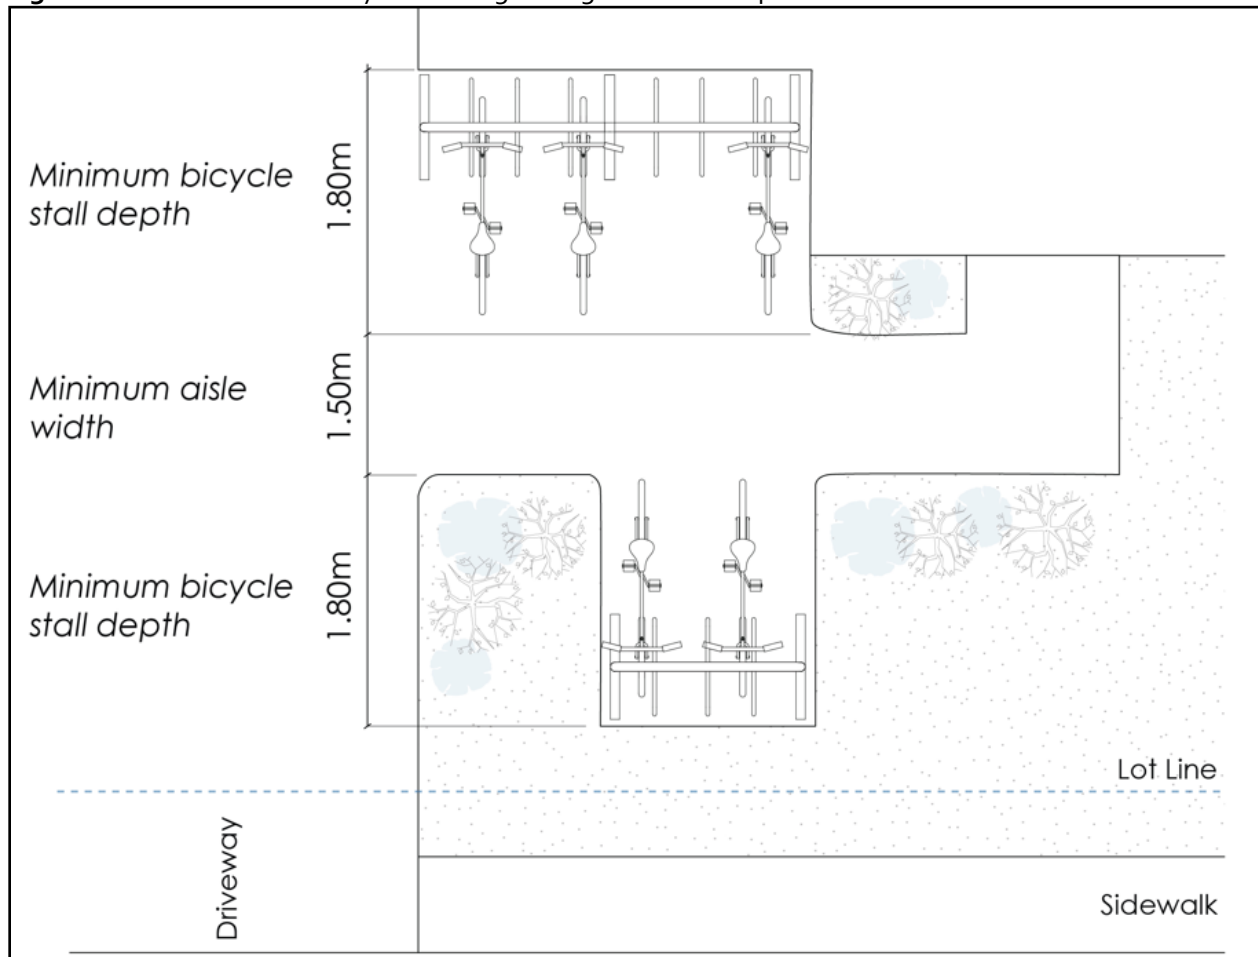 Minimum bicycle
stall depth
1.80m
Minimum aisle
width
1.50m
Minimum bicycle
stall depth
1.80m
Lot Line
Driveway
Sidewalk